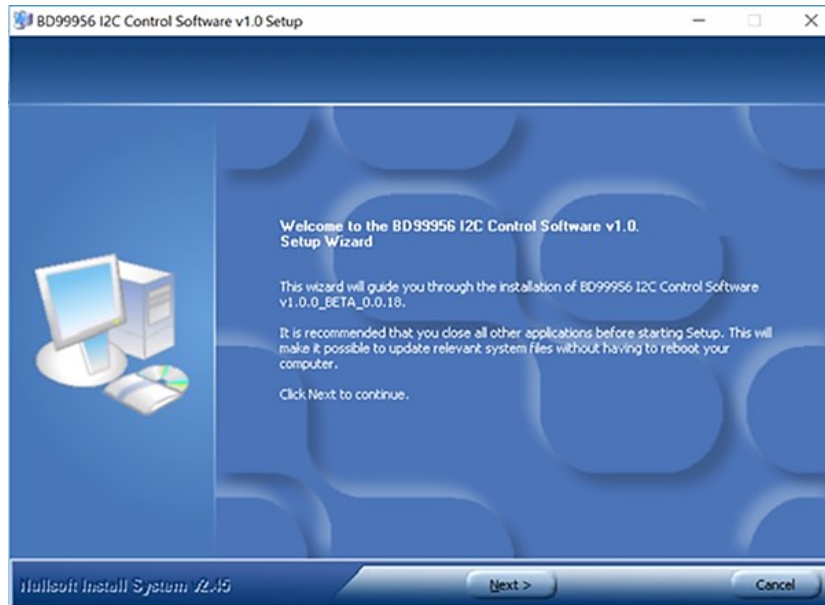 BD99956 I2C Control Software v1.0 Setup
Welcome to the BD99956 I2C Control Software v1.0.
Setup Wizard
This wizard will guide you through the installation of BD99956 I2C Control Software
v1.0.0_BETA_0.0.18.
It is recommended that you close all other applications before starting Setup. This will
make it possible to update relevant system files without having to reboot your
computer.
Click Next to continue.
Nullsoft Install System v2.45
Next >
Cancel